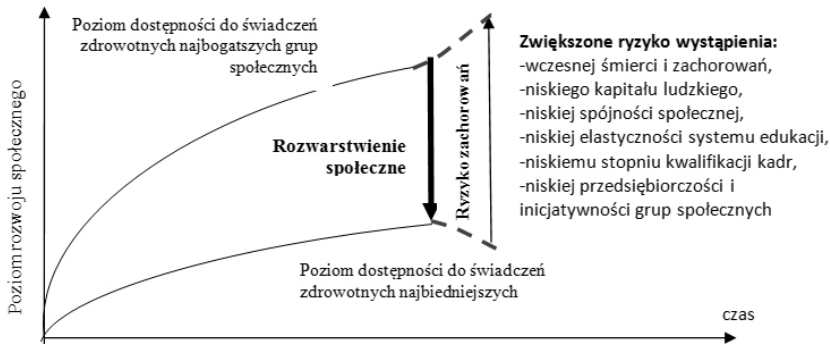 Poziom dostępności do świadczeń
zdrowotnych najbogatszych grup
społecznych
Poziom rozwoju społecznego
Rozwarstwienie
społeczne
Ryzyko zachorowań
Zwiększone ryzyko wystąpienia:
-wczesnej śmierci i zachorowań,
-niskiego kapitału ludzkiego,
-niskiej spójności społecznej,
-niskiej elastyczności systemu edukacji,
-niskiemu stopniu kwalifikacji kadr,
-niskiej przedsiębiorczości i
inicjatywności grup społecznych
Poziom dostępności do świadczeń
zdrowotnych najbiedniejszych
czas